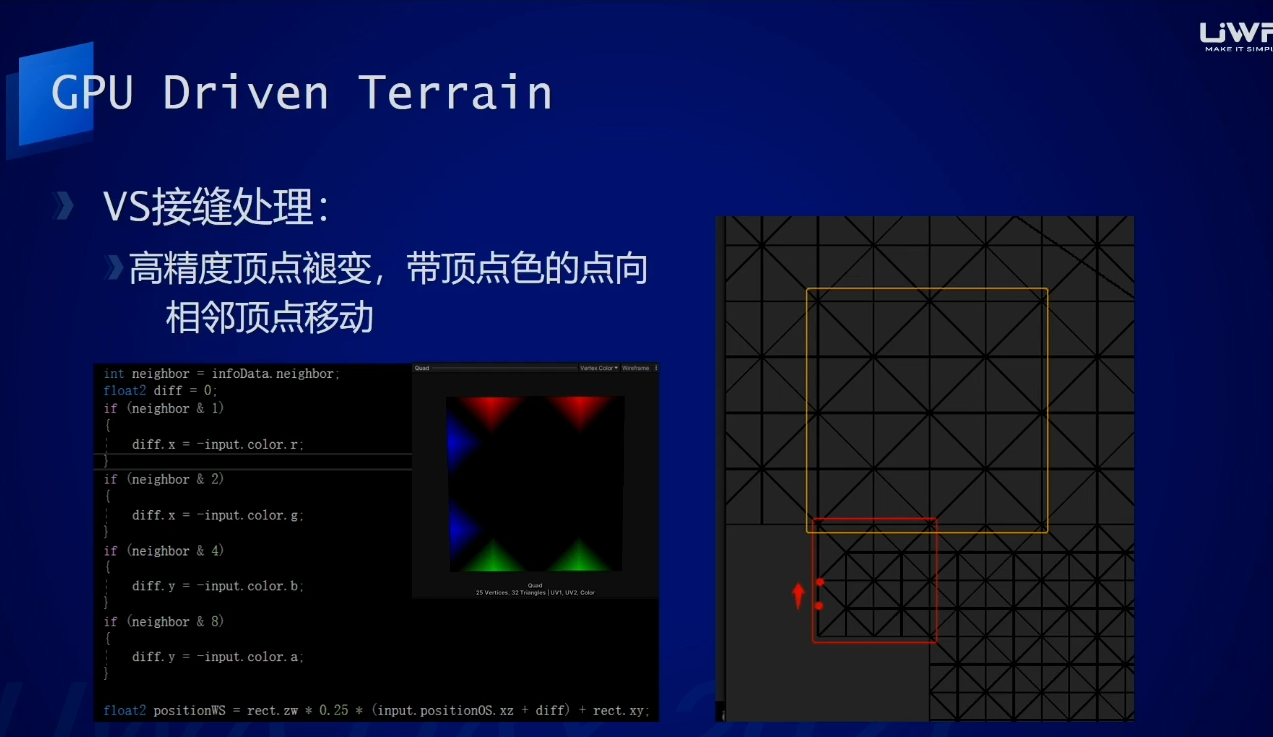 UWA
MAKE IT SIMPL
GPU Driven Terrain
VS接缝处理：
高精度顶点褪变，带顶点色的点向
相邻顶点移动
int neighbor = infoData.neighbor;
float2 diff = 0;
if (neighbor & 1)
{
diff.x = -input.color.r;
}
if (neighbor & 2)
{
diff.x = -input.color.g;
}
if (neighbor & 4)
{
diff.y = -input.color.b;
}
if (neighbor & 8)
{
diff.y = -input.color.a;
}
float2 positionWS = rect.zw * 0.25 * (input.positionOS.xz + diff) + rect.xy;
Quad
Vertex Color
Wireframe
Quad
25 Vertices, 32 Triangles | UV1, UV2, Color